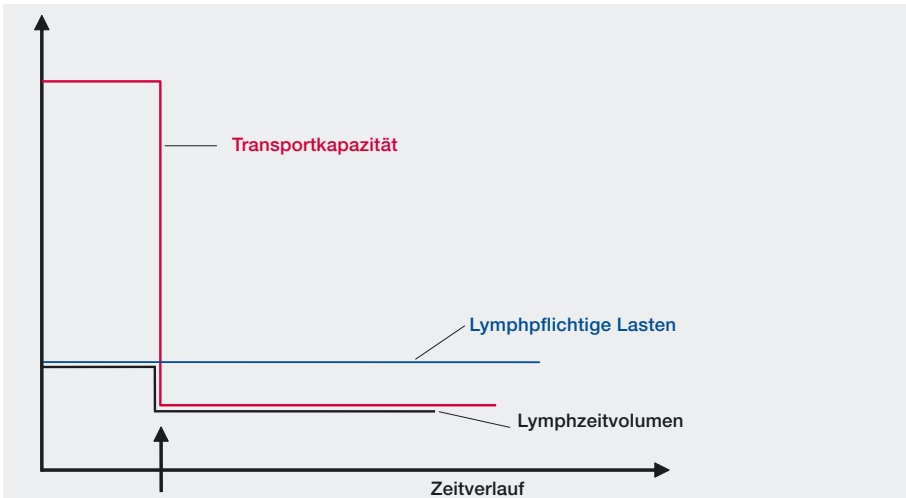 Transportkapazität
Lymphpflichtige Lasten
Lymphzeitvolumen
Zeitverlauf